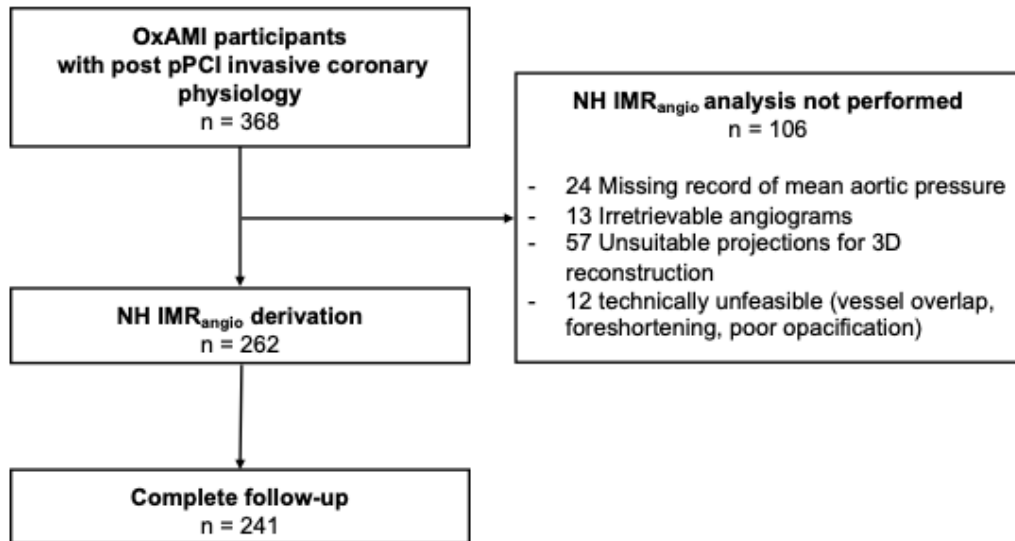 OxAMI participants
with post pPCI invasive coronary
physiology
n = 368
NH IMRangio analysis not performed
n = 106
- 24 Missing record of mean aortic pressure
- 13 Irretrievable angiograms
- 57 Unsuitable projections for 3D
reconstruction
- 12 technically unfeasible (vessel overlap,
foreshortening, poor opacification)
NH IMRangio derivation
n = 262
Complete follow-up
n = 241